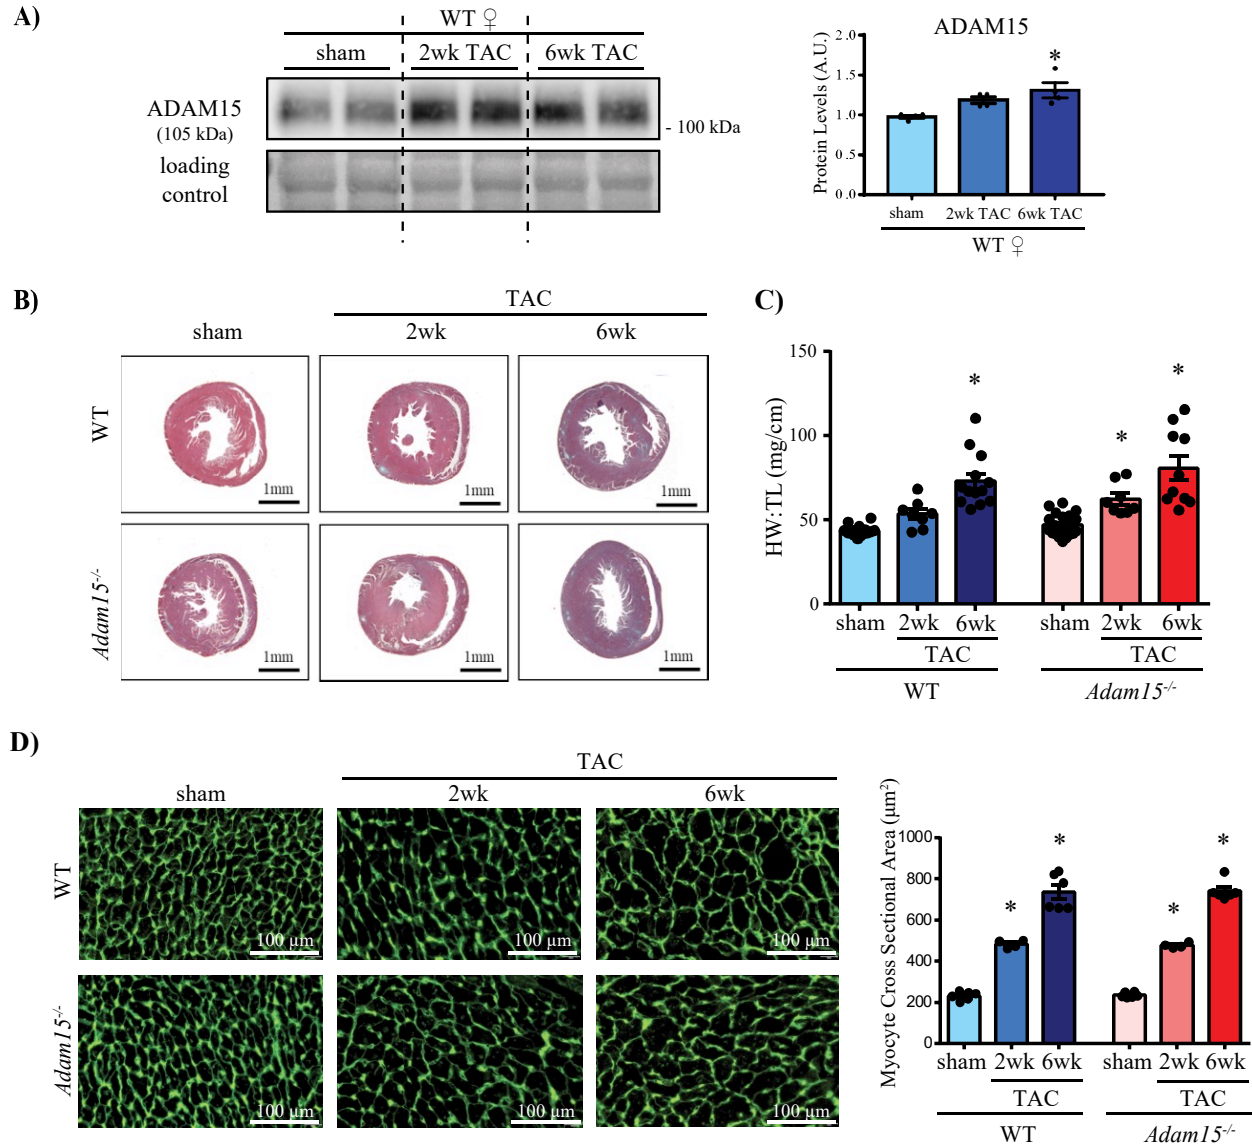 A)
WT ♀
sham 2wk TAC 6wk TAC
ADAM15
(105 kDa)
- 100 kDa
loading
control
ADAM15
Protein Levels (A.U.)
2.0
1.5
1.0
0.5
0.0
*
sham 2wk TAC 6wk TAC
WT ♀
B)
TAC
sham 2wk 6wk
WT
1mm 1mm 1mm
Adam15-/-
1mm 1mm 1mm
C)
HW:TL (mg/cm)
150
100
50
0
* * *
sham 2wk 6wk sham 2wk 6wk
TAC TAC
WT Adam15-/-
D)
TAC
sham 2wk 6wk
WT
100 µm 100 µm 100 µm
Adam15-/-
100 µm 100 µm 100 µm
Myocyte Cross Sectional Area (µm²)
1000
800
600
400
200
0
* * * *
sham 2wk 6wk sham 2wk 6wk
TAC TAC
WT Adam15-/-